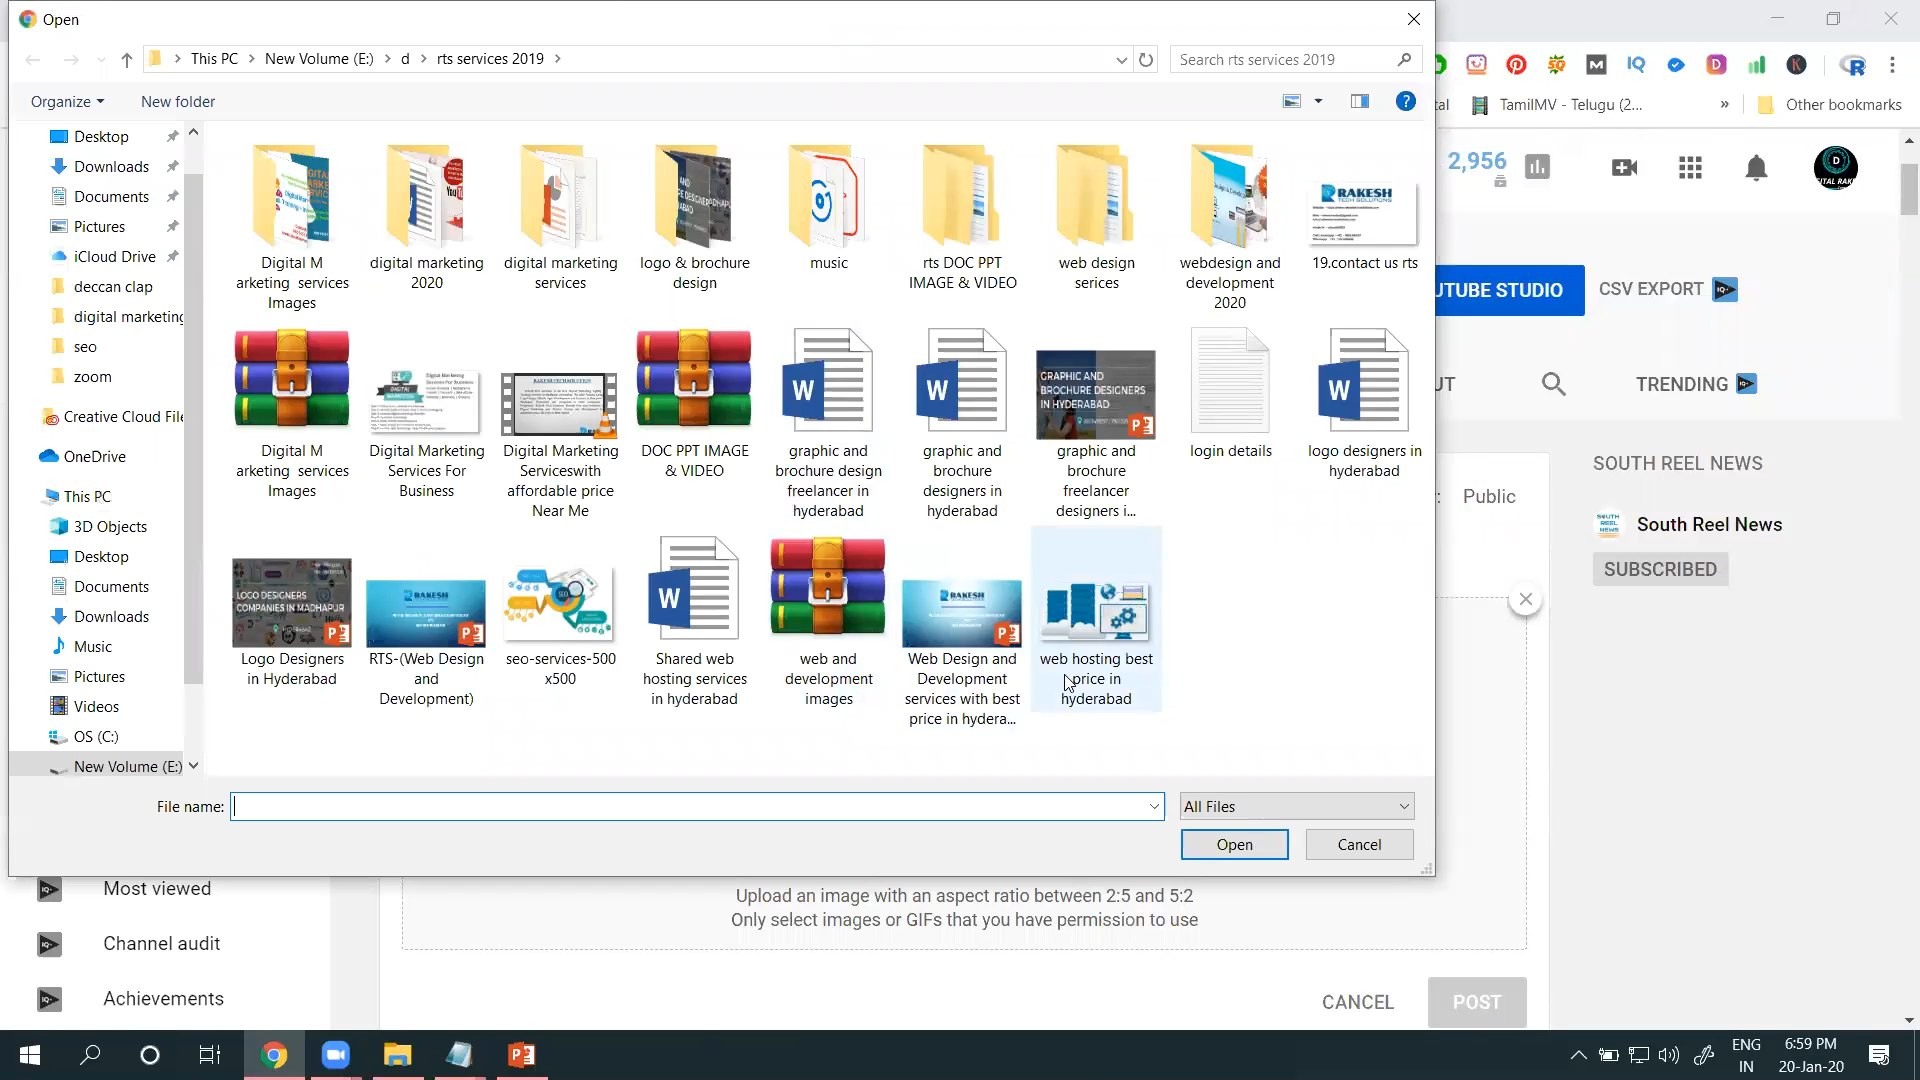 Open
This PC
New Volume (E:)
d
rts services 2019
Search rts services 2019
Organize
New folder
Desktop
Downloads
Documents
Pictures
iCloud Drive
deccan clap
digital marketing
seo
zoom
Creative Cloud File
OneDrive
This PC
3D Objects
Desktop
Documents
Downloads
Music
Pictures
Videos
OS (C:)
New Volume (E:)
Digital M
arketing services
Images
digital marketing
2020
digital marketing
services
logo & brochure
design
music
rts DOC PPT
IMAGE & VIDEO
web design
serices
webdesign and
development
2020
RAKESH
TECH SOLUTIONS
19.contact us rts
Digital M
arketing services
Images
Digital Marketing
Services For
Business
Digital Marketing
Serviceswith
affordable price
Near Me
DOC PPT IMAGE
& VIDEO
graphic and
brochure design
freelancer in
hyderabad
graphic and
brochure
designers in
hyderabad
GRAPHIC AND
BROCHURE DESIGNERS
IN HYDERABAD
graphic and
brochure
freelancer
designers i...
login details
logo designers in
hyderabad
LOGO DESIGNERS
COMPANIES IN MADHAPUR
Logo Designers
in Hyderabad
RAKESH
RTS-(Web Design
and
Development)
SEO
seo-services-500
x500
Shared web
hosting services
in hyderabad
web and
development
images
RAKESH
Web Design and
Development
services with best
price in hydera...
web hosting best
price in
hyderabad
File name:
All Files
Open
Cancel
TamilMV - Telugu (2...
»
Other bookmarks
2,956
UTUBE STUDIO
CSV EXPORT
UT
TRENDING
SOUTH REEL NEWS
Public
SOUTH
REEL
NEWS
South Reel News
SUBSCRIBED
Most viewed
Channel audit
Achievements
Upload an image with an aspect ratio between 2:5 and 5:2
Only select images or GIFs that you have permission to use
CANCEL
POST
ENG
IN
6:59 PM
20-Jan-20